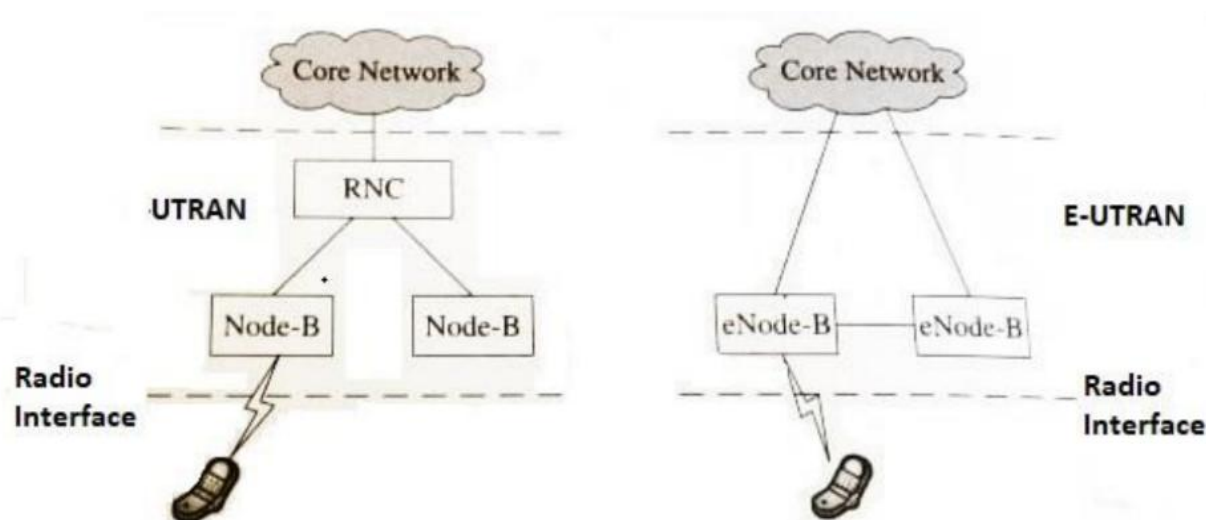 Core Network
Core Network
RNC
-UTRAN
E-UTRAN
Node-B
Node-B
eNode-B
eNode-B
Radio
Interface
Radio
Interface